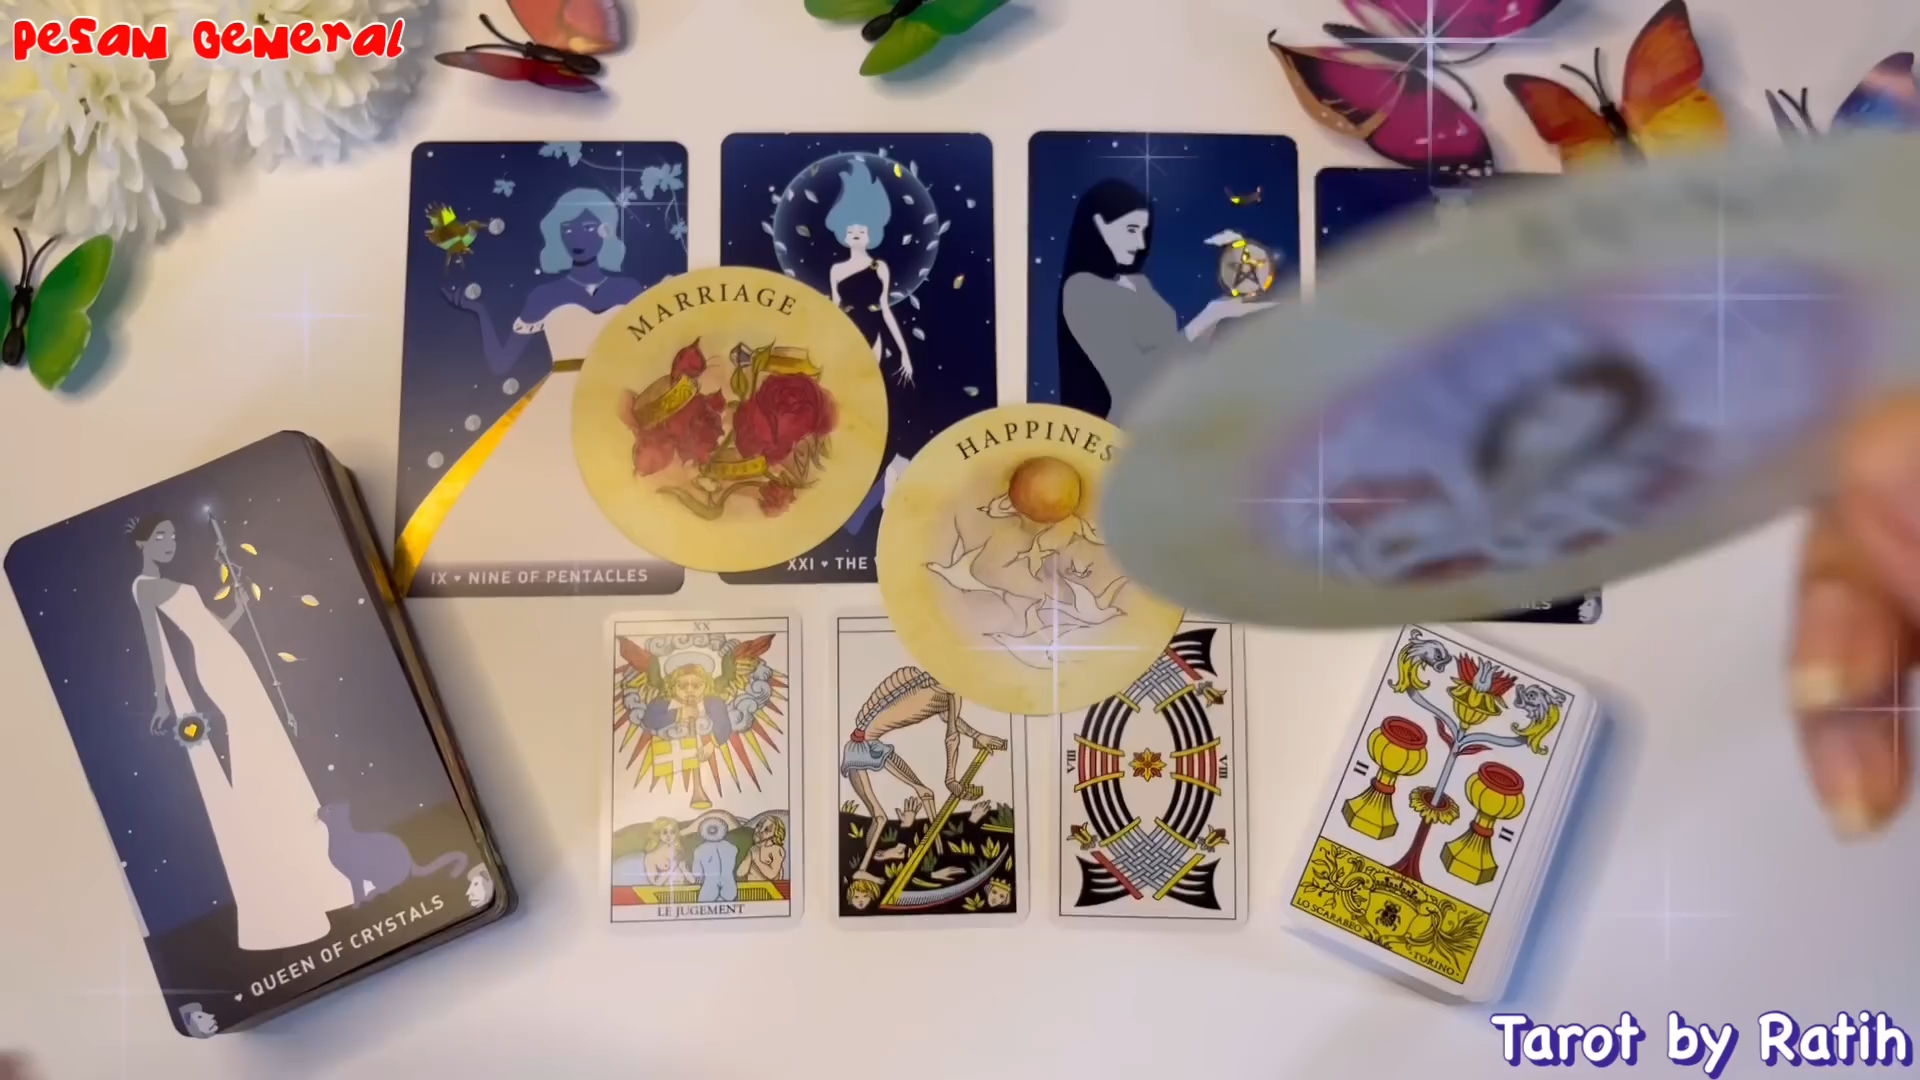 PESAN GENERAL
MARRIAGE
HAPPINES
IX ♥ NINE OF PENTACLES
XXI ♥ THE
♥ QUEEN OF CRYSTALS
XX
LE JUGEMENT
VIII
VIII
II
II
LO SCARABEO
TORINO
Tarot by Ratih